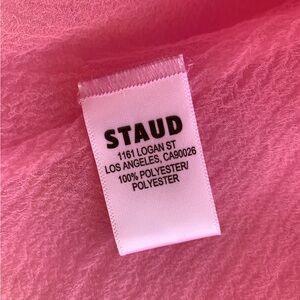 STAUD
1161 LOGAN ST
LOS ANGELES, CA90026
100% POLYESTER/
POLYESTER